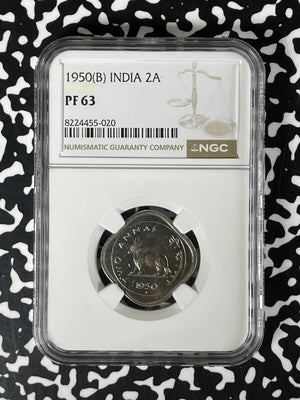 1950(B) INDIA 2A
PF 63
8224455-020
NUMISMATIC GUARANTY COMPANY
NGC
TWO ANNAS
1950